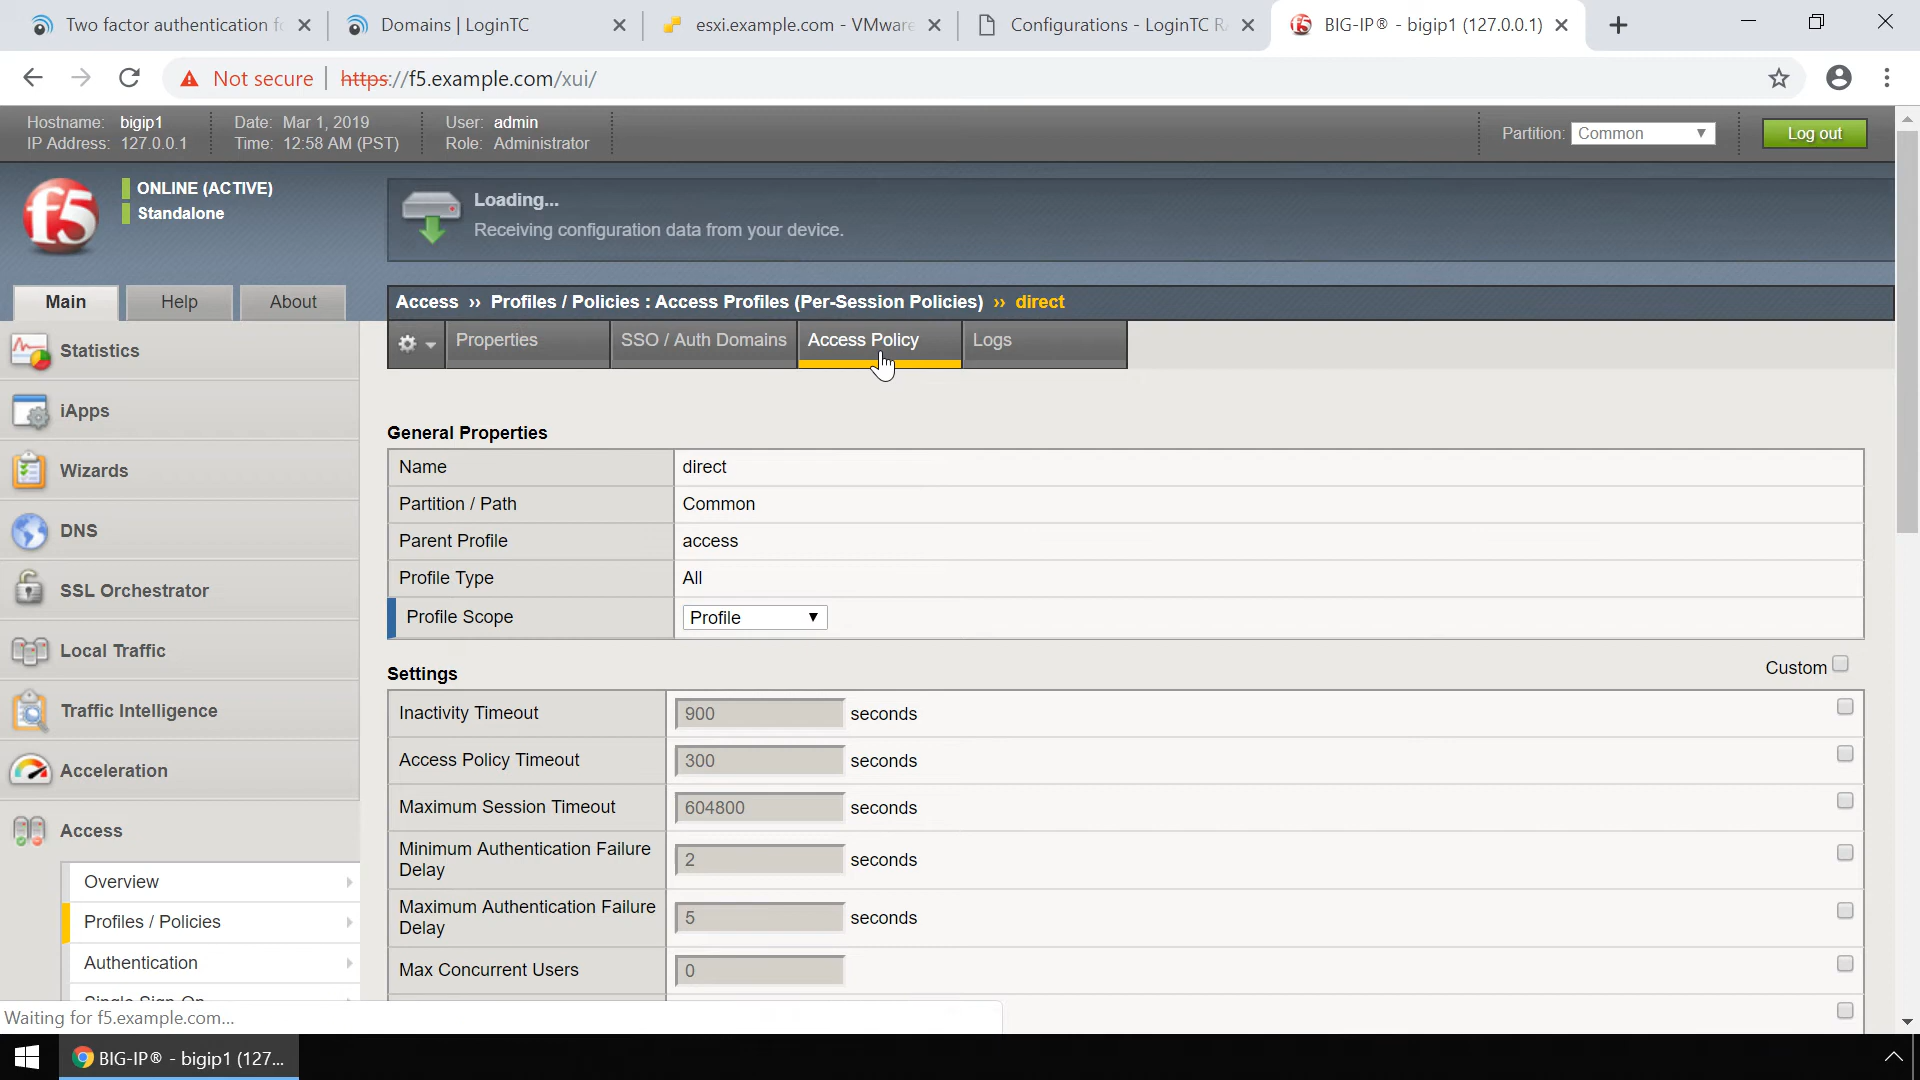 Two factor authentication f
Domains | LoginTC
esxi.example.com - VMware
Configurations - LoginTC RA
BIG-IP® - bigip1 (127.0.0.1)
Not secure
https://f5.example.com/xui/
Hostname: bigip1
IP Address: 127.0.0.1
Date: Mar 1, 2019
Time: 12:58 AM (PST)
User: admin
Role: Administrator
Partition: Common
Log out
f5
ONLINE (ACTIVE)
Standalone
Loading...
Receiving configuration data from your device.
Main
Help
About
Access ›› Profiles / Policies : Access Profiles (Per-Session Policies) ›› direct
Properties
SSO / Auth Domains
Access Policy
Logs
Statistics
iApps
Wizards
DNS
SSL Orchestrator
Local Traffic
Traffic Intelligence
Acceleration
Access
Overview
Profiles / Policies
Authentication
Single Sign-On
General Properties
Name direct
Partition / Path Common
Parent Profile access
Profile Type All
Profile Scope Profile
Settings
Custom
Inactivity Timeout 900 seconds
Access Policy Timeout 300 seconds
Maximum Session Timeout 604800 seconds
Minimum Authentication Failure
Delay 2 seconds
Maximum Authentication Failure
Delay 5 seconds
Max Concurrent Users 0
Waiting for f5.example.com...
BIG-IP® - bigip1 (127...